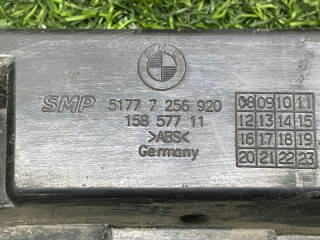 BMW
SMP 5177 7 256 920
158 577 11
>ABS<
Germany
08 09 10 11
12 13 14 15
16 17 18 19
20 21 22 23